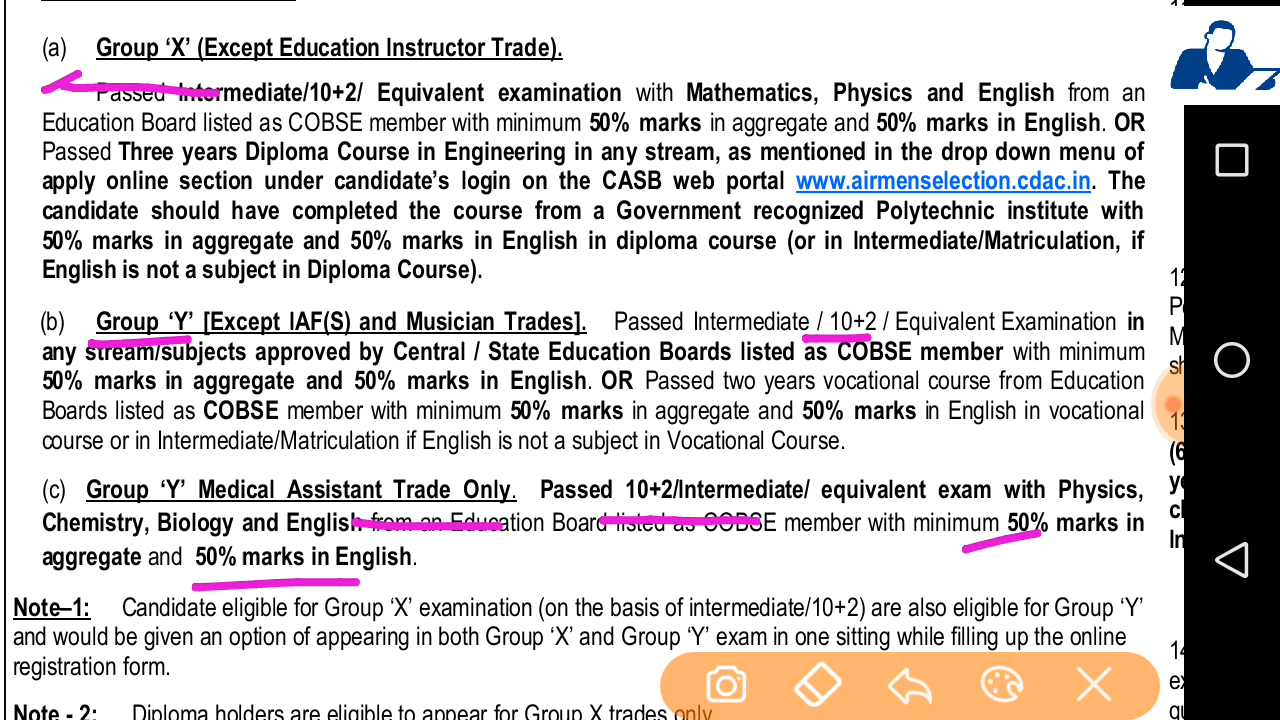 (a) Group ‘X’ (Except Education Instructor Trade).
Passed Intermediate/10+2/ Equivalent examination with Mathematics, Physics and English from an
Education Board listed as COBSE member with minimum 50% marks in aggregate and 50% marks in English. OR
Passed Three years Diploma Course in Engineering in any stream, as mentioned in the drop down menu of
apply online section under candidate’s login on the CASB web portal www.airmenselection.cdac.in. The
candidate should have completed the course from a Government recognized Polytechnic institute with
50% marks in aggregate and 50% marks in English in diploma course (or in Intermediate/Matriculation, if
English is not a subject in Diploma Course).
(b) Group ‘Y’ [Except IAF(S) and Musician Trades]. Passed Intermediate / 10+2 / Equivalent Examination in
any stream/subjects approved by Central / State Education Boards listed as COBSE member with minimum
50% marks in aggregate and 50% marks in English. OR Passed two years vocational course from Education
Boards listed as COBSE member with minimum 50% marks in aggregate and 50% marks in English in vocational
course or in Intermediate/Matriculation if English is not a subject in Vocational Course.
(c) Group ‘Y’ Medical Assistant Trade Only. Passed 10+2/Intermediate/ equivalent exam with Physics,
Chemistry, Biology and English from an Education Board listed as COBSE member with minimum 50% marks in
aggregate and 50% marks in English.
Note–1: Candidate eligible for Group ‘X’ examination (on the basis of intermediate/10+2) are also eligible for Group ‘Y’
and would be given an option of appearing in both Group ‘X’ and Group ‘Y’ exam in one sitting while filling up the online
registration form.
Note - 2: Diploma holders are eligible to appear for Group X trades only
12
13
(6
14